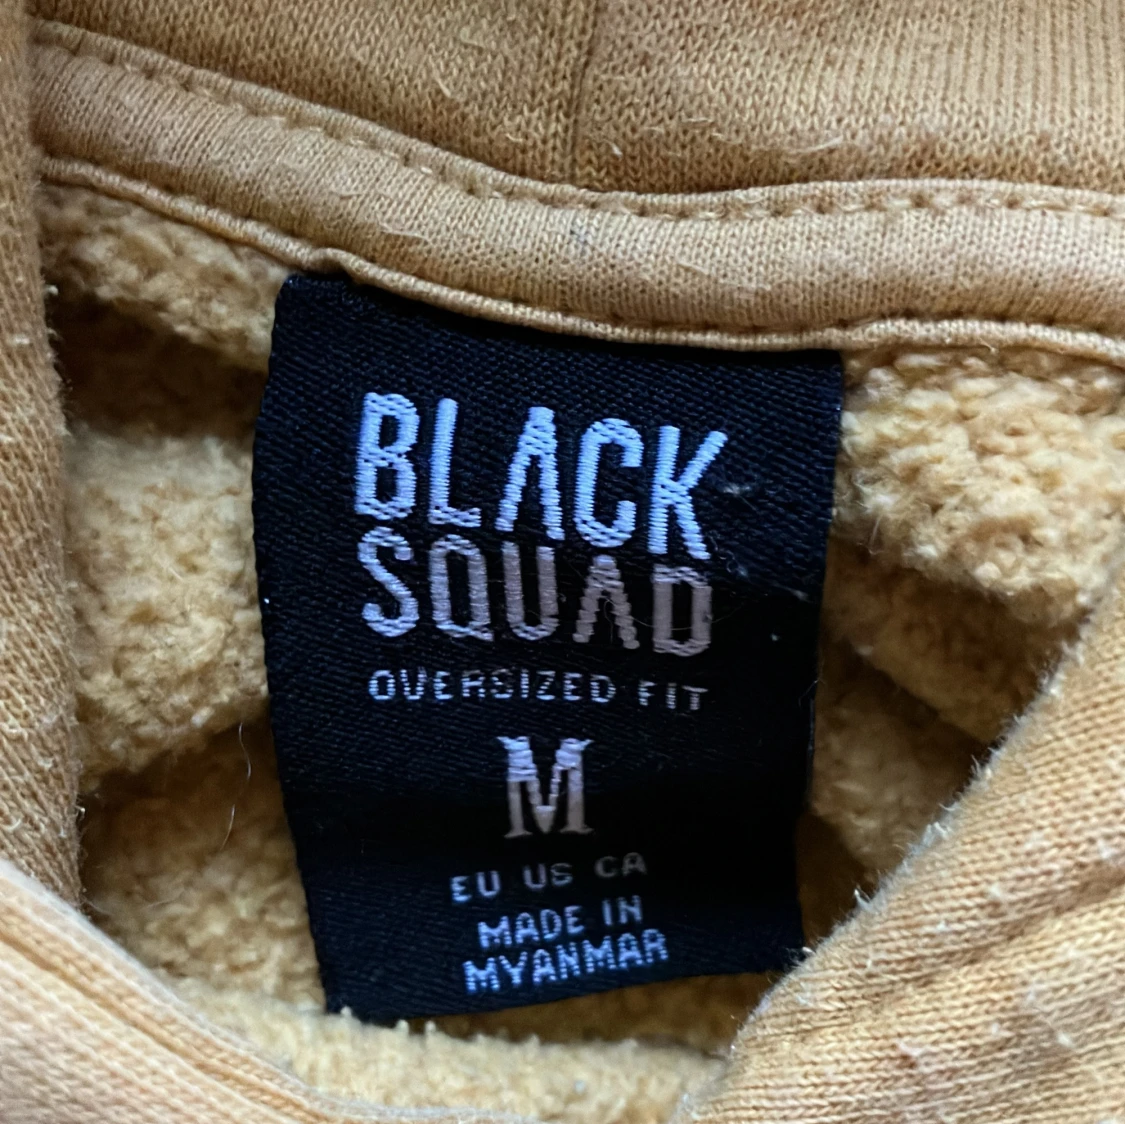 BLACK
SQUAD
OVERSIZED FIT
M
EU US CA
MADE IN
MYANMAR